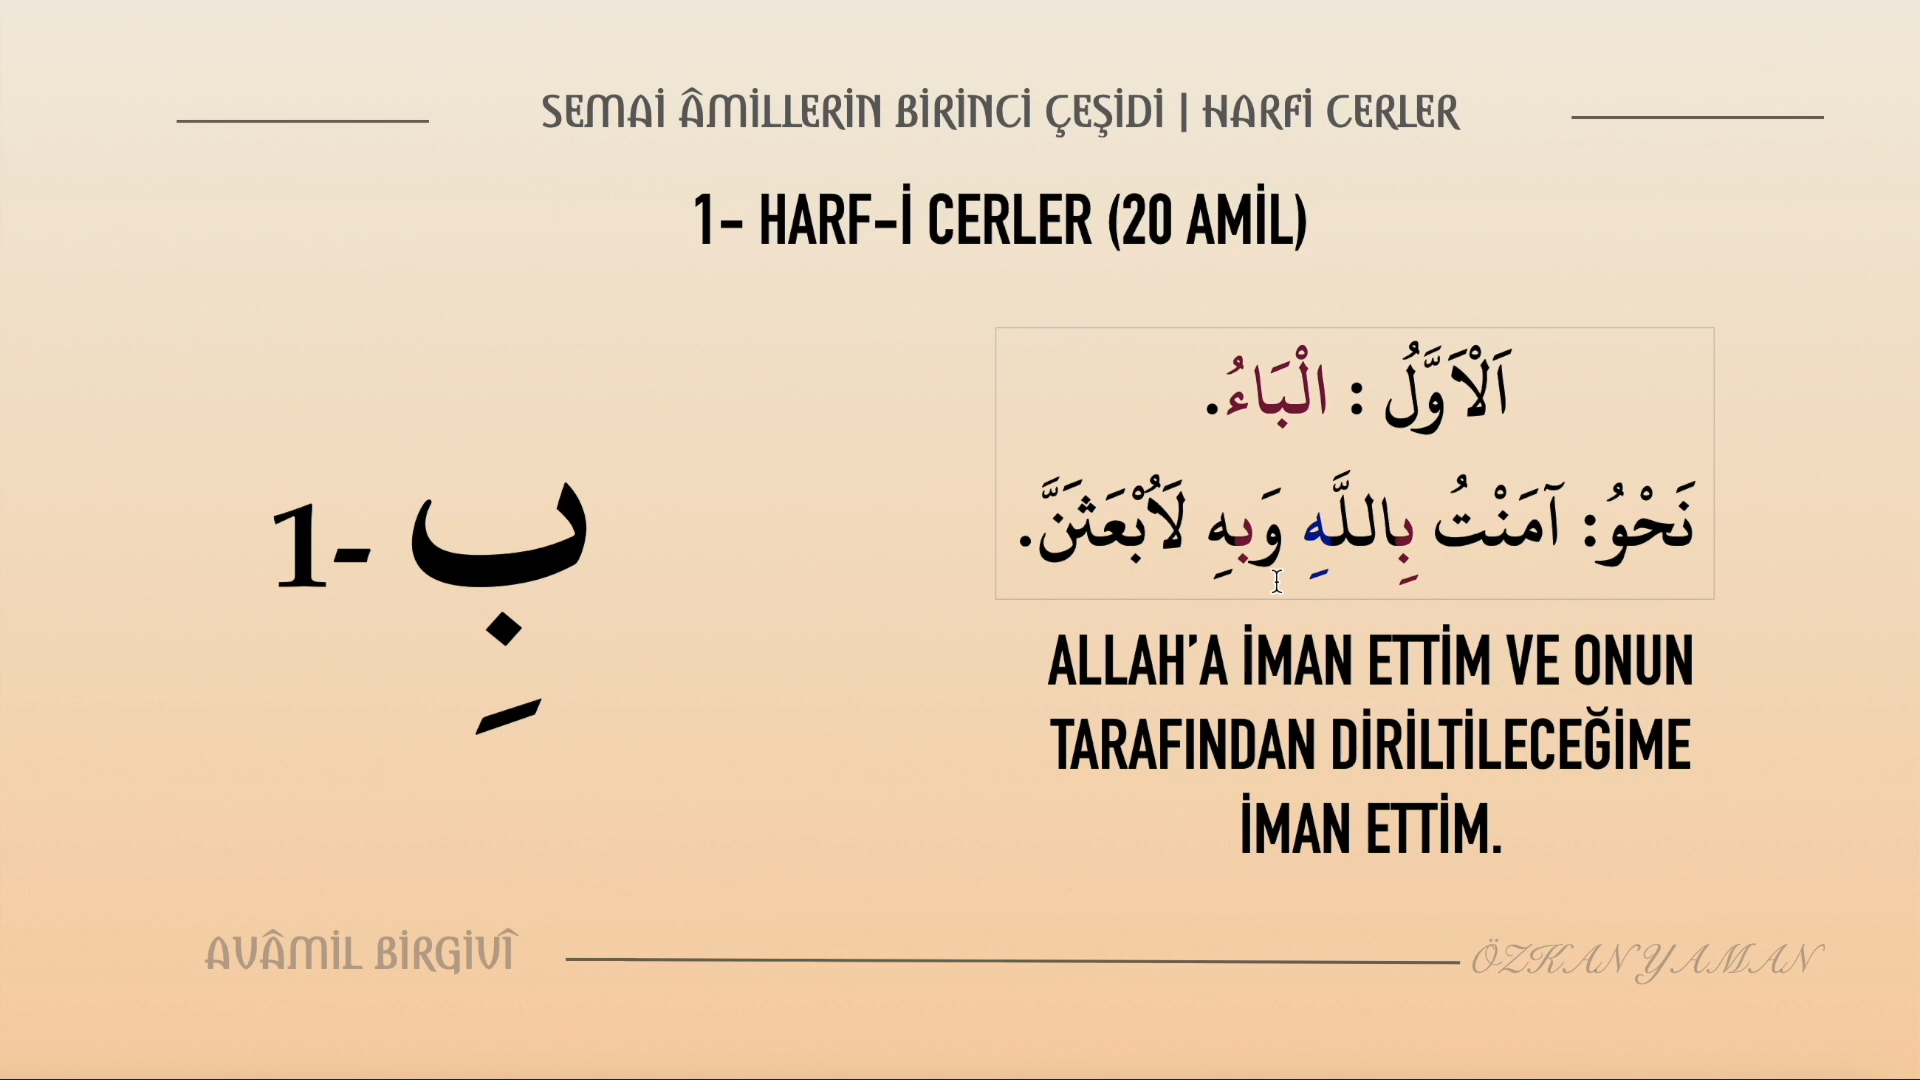 SEMAİ ÂMİLLERİN BİRİNCİ ÇEŞİDİ | HARFİ CERLER
1- HARF-İ CERLER (20 AMİL)
اَلْاَوَّلُ : الْبَاءُ.
نَحْوُ: آمَنْتُ بِاللَّهِ وَبِهِ لَاُبْعَثَنَّ.
1- بِ
ALLAH'A İMAN ETTİM VE ONUN
TARAFINDAN DİRİLTİLECEĞİME
İMAN ETTİM.
AVÂMİL BİRGİVÎ
ÖZKAN YAMAN